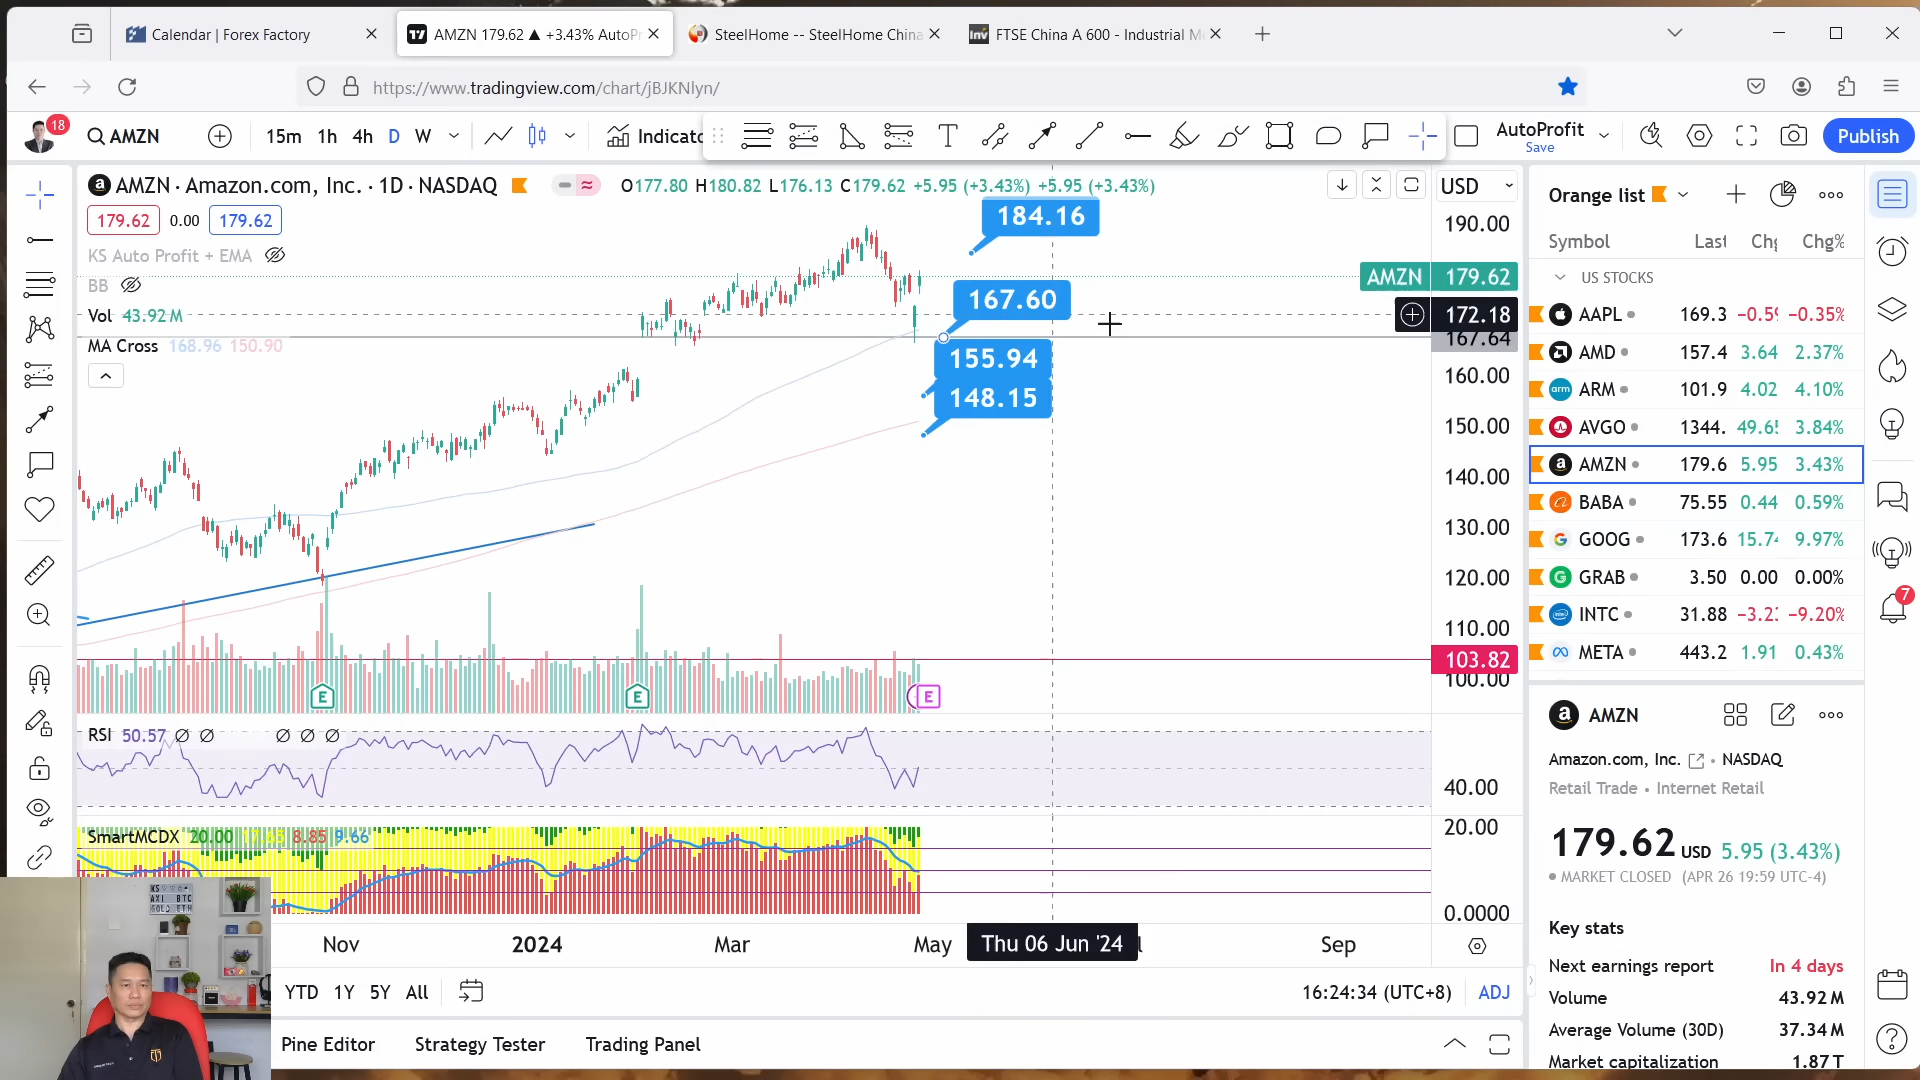 Calendar | Forex Factory
AMZN 179.62 ▲ +3.43% AutoPr
SteelHome -- SteelHome China
FTSE China A 600 - Industrial Me
https://www.tradingview.com/chart/jBJKNlyn/
18
AMZN
15m
1h
4h
D
W
Indicato
AutoProfit
Save
Publish
AMZN · Amazon.com, Inc. · 1D · NASDAQ
O177.80 H180.82 L176.13 C179.62 +5.95 (+3.43%) +5.95 (+3.43%)
USD
179.62
0.00
179.62
KS Auto Profit + EMA
BB
Vol 43.92 M
MA Cross 168.96 150.90
184.16
167.60
155.94
148.15
190.00
AMZN 179.62
172.18
167.64
160.00
150.00
140.00
130.00
120.00
110.00
103.82
100.00
E
E
E
RSI 50.57 Ø Ø Ø Ø Ø
40.00
SmartMCDX 20.00 8.85 9.66
20.00
0.0000
Nov
2024
Mar
May
Thu 06 Jun '24
Sep
YTD
1Y
5Y
All
16:24:34 (UTC+8)
ADJ
Pine Editor
Strategy Tester
Trading Panel
Orange list
Symbol Last Chg Chg%
US STOCKS
AAPL 169.3 −0.59 −0.35%
AMD 157.4 3.64 2.37%
ARM 101.9 4.02 4.10%
AVGO 1344. 49.65 3.84%
AMZN 179.6 5.95 3.43%
BABA 75.55 0.44 0.59%
GOOG 173.6 15.74 9.97%
GRAB 3.50 0.00 0.00%
INTC 31.88 −3.23 −9.20%
META 443.2 1.91 0.43%
7
AMZN
Amazon.com, Inc. • NASDAQ
Retail Trade • Internet Retail
179.62 USD 5.95 (3.43%)
MARKET CLOSED (APR 26 19:59 UTC-4)
Key stats
Next earnings report In 4 days
Volume 43.92 M
Average Volume (30D) 37.34 M
Market capitalization 1.87 T